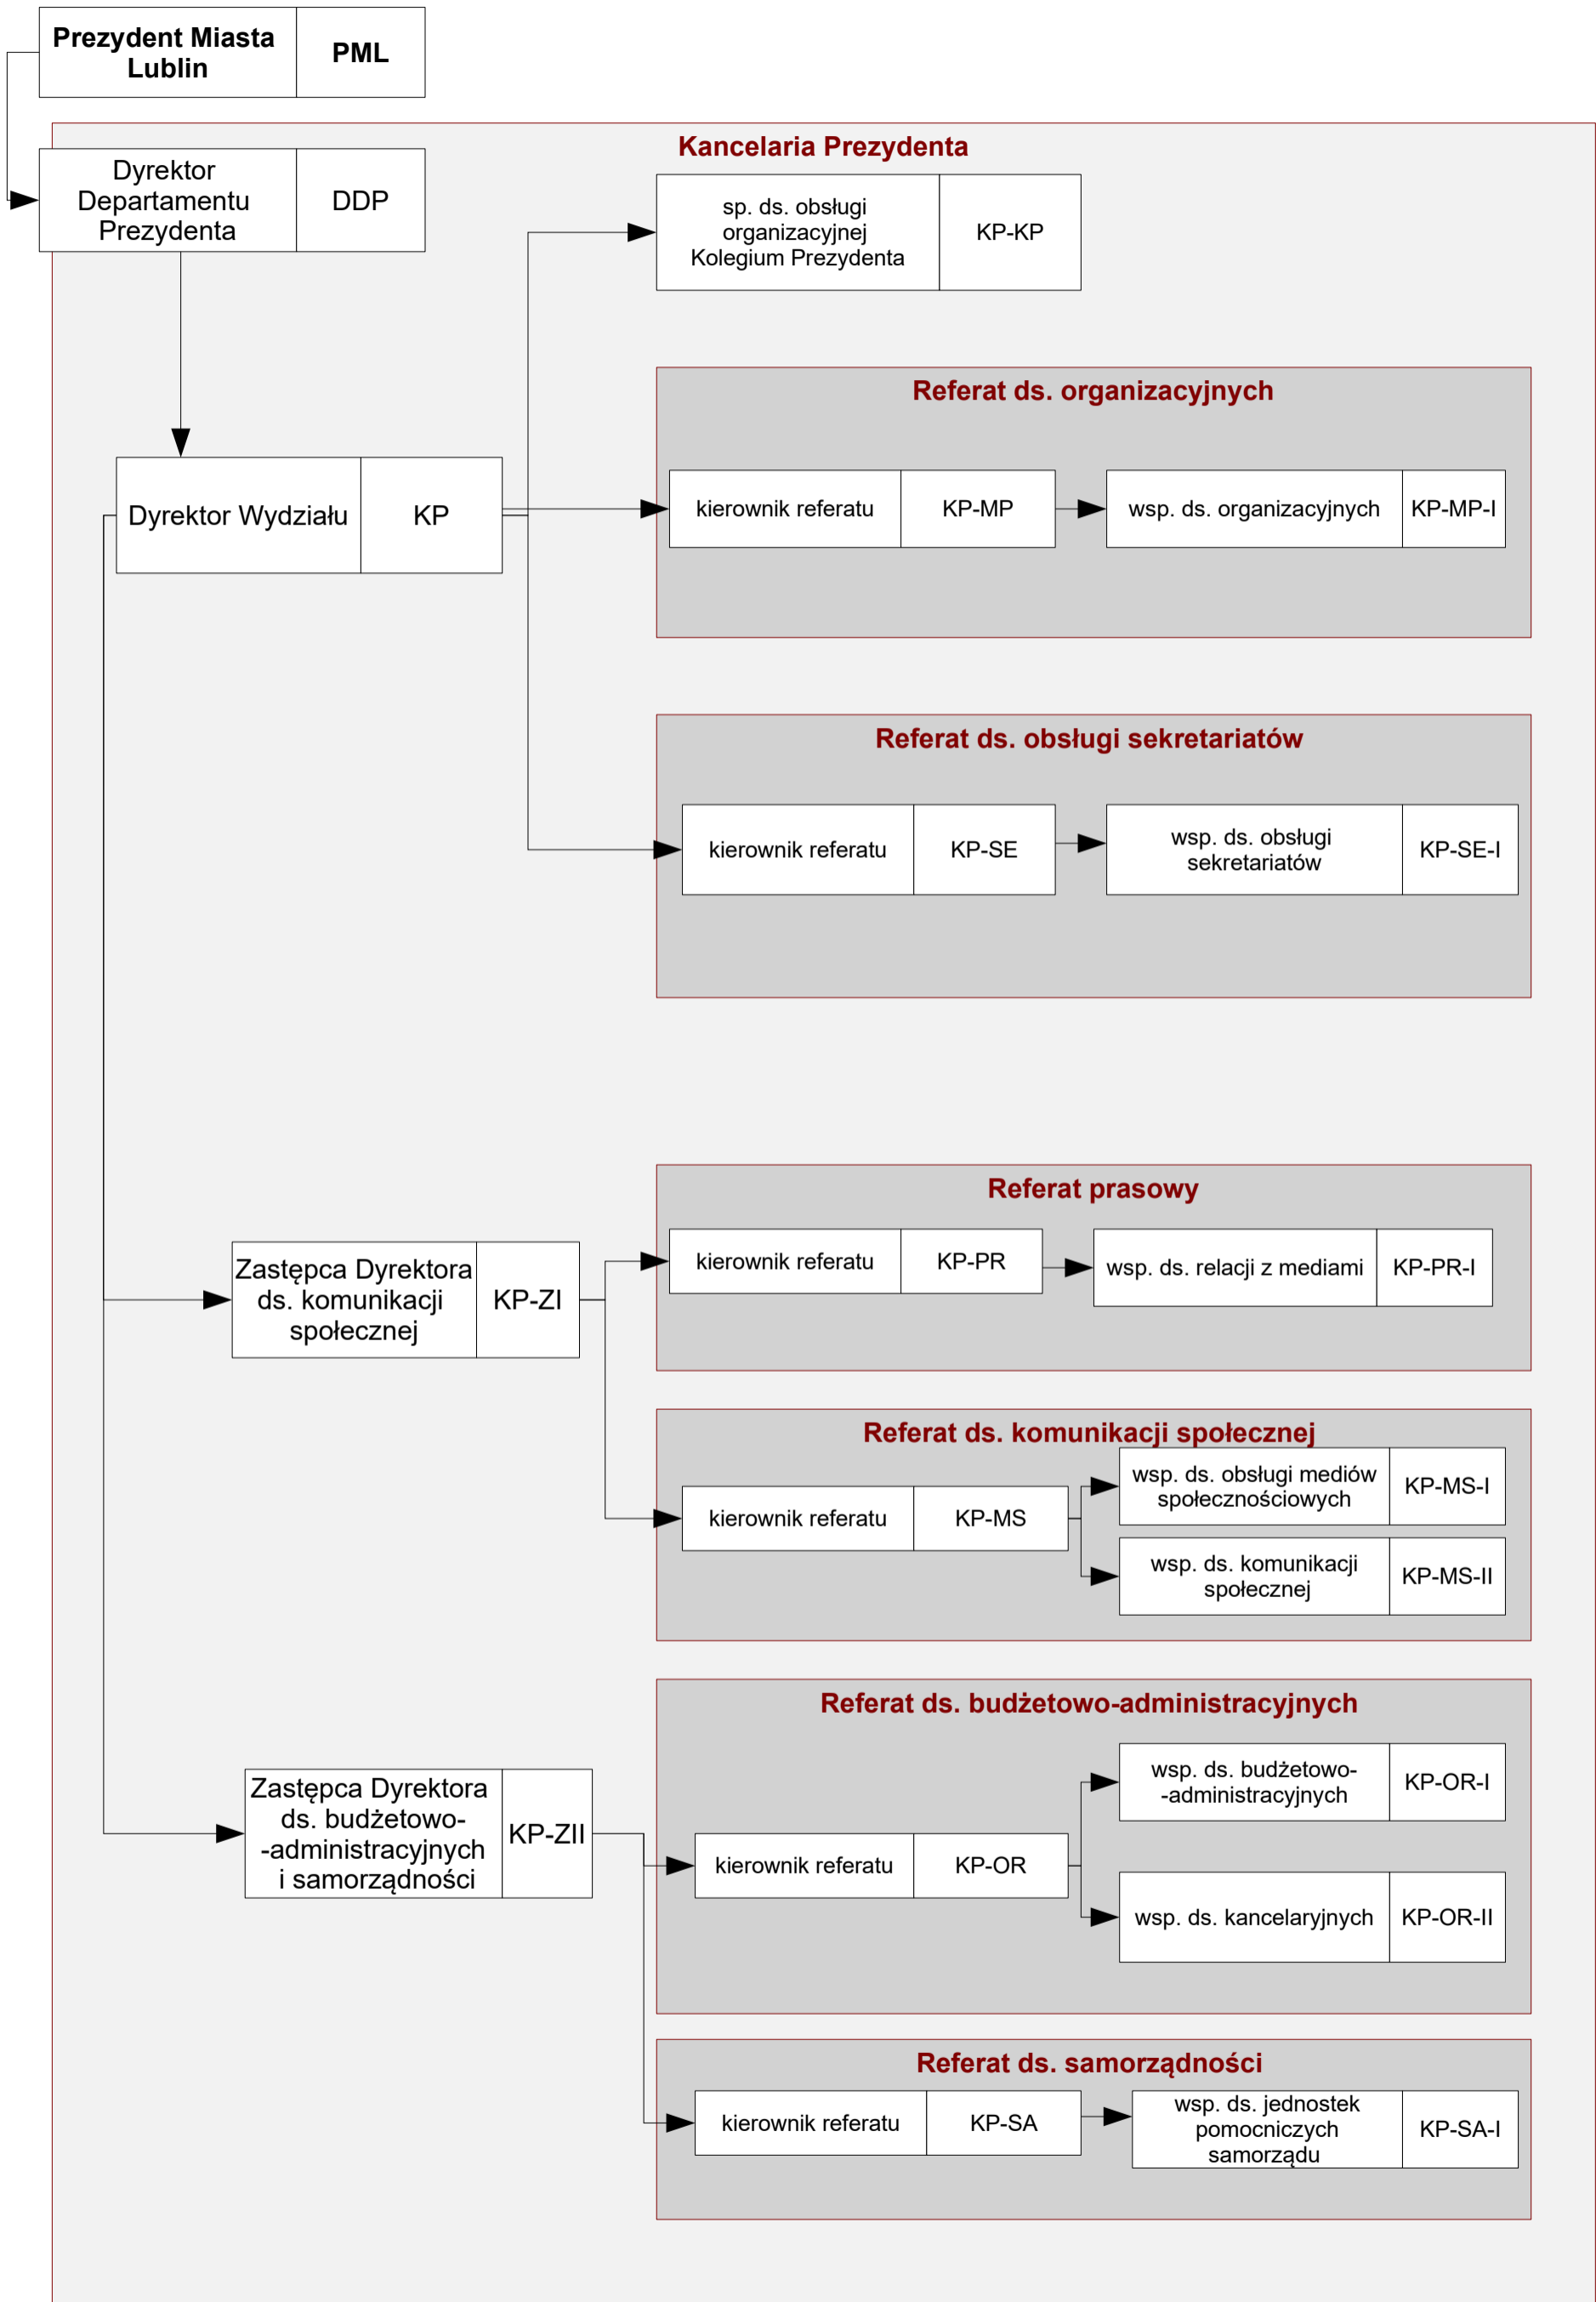 Prezydent Miasta
Lublin
PML
Kancelaria Prezydenta
Dyrektor
Departamentu
Prezydenta
DDP
sp. ds. obsługi
organizacyjnej
Kolegium Prezydenta
KP-KP
Referat ds. organizacyjnych
Dyrektor Wydziału
KP
kierownik referatu
KP-MP
wsp. ds. organizacyjnych
KP-MP-I
Referat ds. obsługi sekretariatów
kierownik referatu
KP-SE
wsp. ds. obsługi
sekretariatów
KP-SE-I
Referat prasowy
Zastępca Dyrektora
ds. komunikacji
społecznej
KP-ZI
kierownik referatu
KP-PR
wsp. ds. relacji z mediami
KP-PR-I
Referat ds. komunikacji społecznej
kierownik referatu
KP-MS
wsp. ds. obsługi mediów
społecznościowych
KP-MS-I
wsp. ds. komunikacji
społecznej
KP-MS-II
Referat ds. budżetowo-administracyjnych
Zastępca Dyrektora
ds. budżetowo-
-administracyjnych
i samorządności
KP-ZII
kierownik referatu
KP-OR
wsp. ds. budżetowo-
-administracyjnych
KP-OR-I
wsp. ds. kancelaryjnych
KP-OR-II
Referat ds. samorządności
kierownik referatu
KP-SA
wsp. ds. jednostek
pomocniczych
samorządu
KP-SA-I